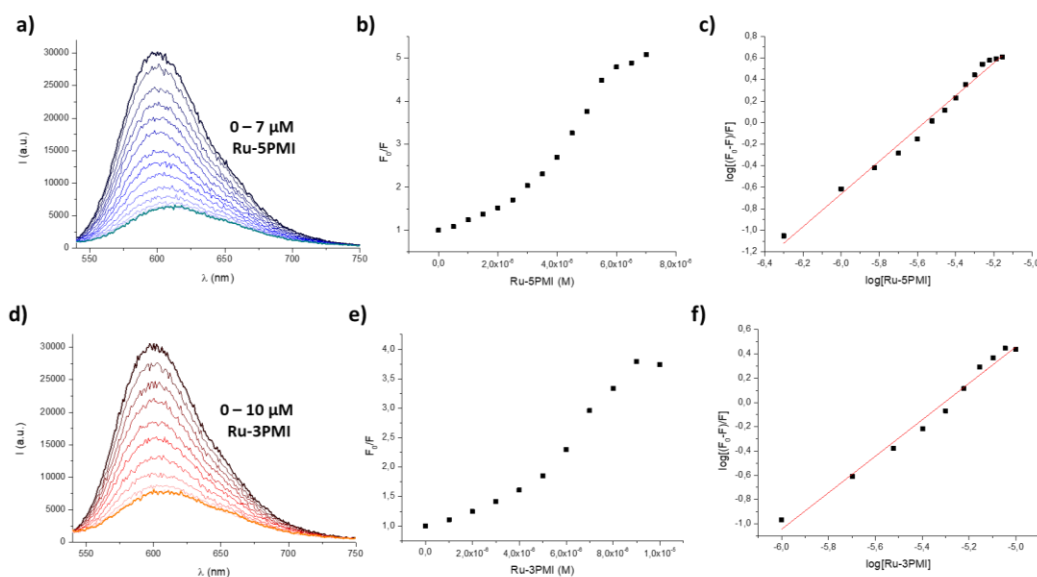 a)
30000
25000
20000
15000
10000
5000
0
I (a.u.)
0 – 7 µM
Ru-5PMI
550 600 650 700 750
λ (nm)
b)
5
4
3
2
1
F₀/F
0,0 2,0x10⁻⁶ 4,0x10⁻⁶ 6,0x10⁻⁶ 8,0x10⁻⁶
Ru-5PMI (M)
c)
0,8
0,6
0,4
0,2
0,0
-0,2
-0,4
-0,6
-0,8
-1,0
-1,2
log[(F₀-F)/F]
-6,4 -6,2 -6,0 -5,8 -5,6 -5,4 -5,2 -5,0
log[Ru-5PMI]
d)
30000
25000
20000
15000
10000
5000
0
I (a.u.)
0 – 10 µM
Ru-3PMI
550 600 650 700 750
λ (nm)
e)
4,0
3,5
3,0
2,5
2,0
1,5
1,0
F₀/F
0,0 2,0x10⁻⁶ 4,0x10⁻⁶ 6,0x10⁻⁶ 8,0x10⁻⁶ 1,0x10⁻⁵
Ru-3PMI (M)
f)
0,6
0,4
0,2
0,0
-0,2
-0,4
-0,6
-0,8
-1,0
log[(F₀-F)/F]
-6,0 -5,8 -5,6 -5,4 -5,2 -5,0
log[Ru-3PMI]